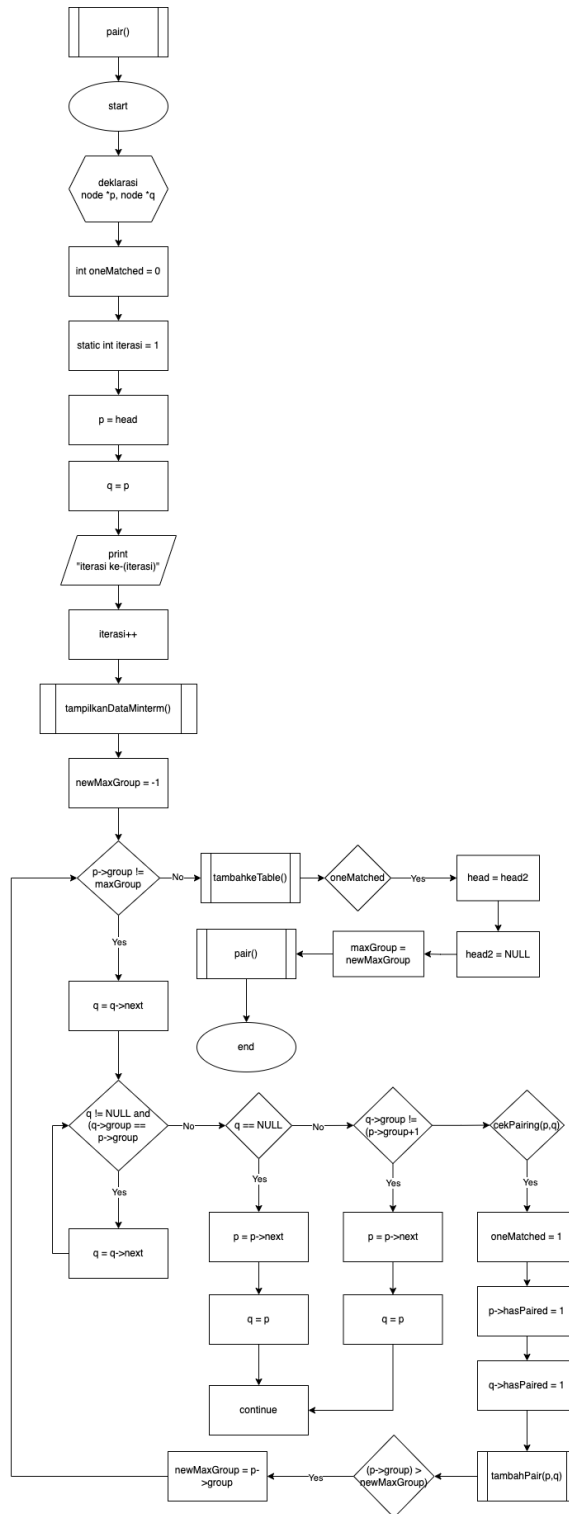 pair()
start
deklarasi
node *p, node *q
int oneMatched = 0
static int iterasi = 1
p = head
q = p
print
"iterasi ke-(iterasi)"
iterasi++
tampilkanDataMinterm()
newMaxGroup = -1
p->group !=
maxGroup
No
tambahkeTable()
oneMatched
Yes
head = head2
Yes
pair()
maxGroup =
newMaxGroup
head2 = NULL
q = q->next
end
q != NULL and
(q->group ==
p->group
No
q == NULL
No
q->group !=
(p->group+1
cekPairing(p,q)
Yes
Yes
Yes
Yes
q = q->next
p = p->next
p = p->next
oneMatched = 1
q = p
q = p
p->hasPaired = 1
continue
q->hasPaired = 1
newMaxGroup = p-
>group
Yes
(p->group) >
newMaxGroup)
tambahPair(p,q)